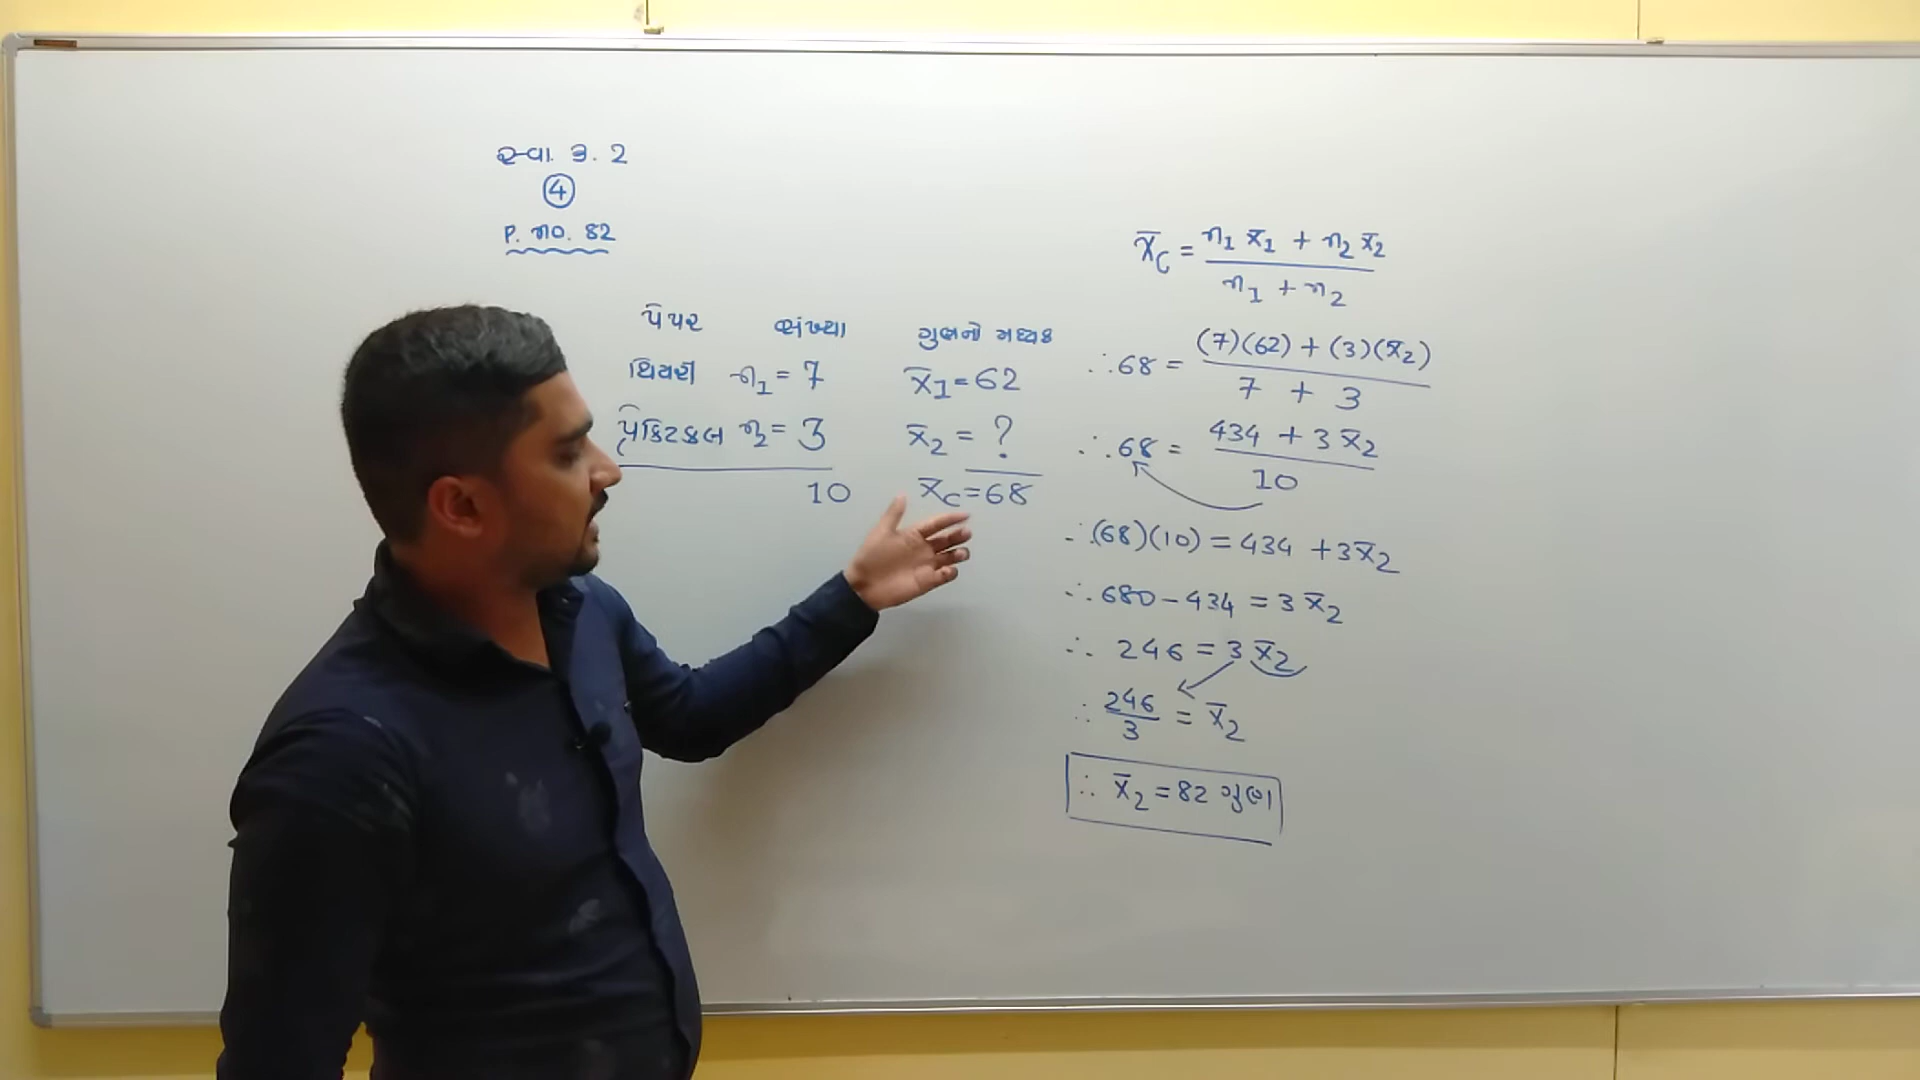 સ્વા. 3. 2
4
P. no. 82
પેપર સંખ્યા ગુણનો મધ્યક
થિયરી n₁ = 7 x̄₁ = 62
પ્રેક્ટિકલ n₂ = 3 x̄₂ = ?
10 x̄c = 68
x̄c = (n₁ x̄₁ + n₂ x̄₂) / (n₁ + n₂)
∴ 68 = ((7)(62) + (3)(x̄₂)) / (7 + 3)
∴ 68 = (434 + 3 x̄₂) / 10
∴ (68)(10) = 434 + 3x̄₂
∴ 680 - 434 = 3 x̄₂
∴ 246 = 3 x̄₂
∴ 246/3 = x̄₂
∴ x̄₂ = 82 ગુણ